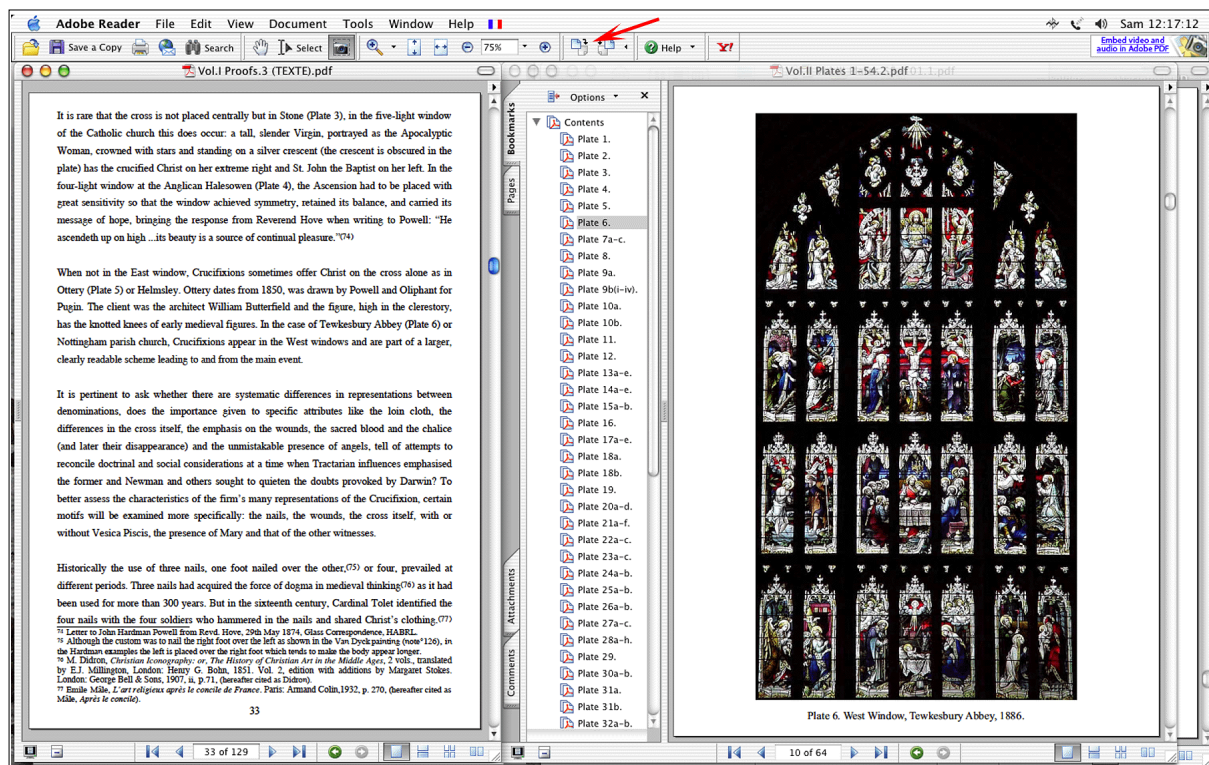 Adobe Reader File Edit View Document Tools Window Help Sam 12:17:12
Save a Copy Search Select 75% Help Y! Embed video and
audio in Adobe PDF
Vol.I Proofs.3 (TEXTE).pdf
It is rare that the cross is not placed centrally but in Stone (Plate 3), in the five-light window
of the Catholic church this does occur: a tall, slender Virgin, portrayed as the Apocalyptic
Woman, crowned with stars and standing on a silver crescent (the crescent is obscured in the
plate) has the crucified Christ on her extreme right and St. John the Baptist on her left. In the
four-light window at the Anglican Halesowen (Plate 4), the Ascension had to be placed with
great sensitivity so that the window achieved symmetry, retained its balance, and carried its
message of hope, bringing the response from Reverend Hove when writing to Powell: “He
ascendeth up on high ...its beauty is a source of continual pleasure.”(74)
When not in the East window, Crucifixions sometimes offer Christ on the cross alone as in
Ottery (Plate 5) or Helmsley. Ottery dates from 1850, was drawn by Powell and Oliphant for
Pugin. The client was the architect William Butterfield and the figure, high in the clerestory,
has the knotted knees of early medieval figures. In the case of Tewkesbury Abbey (Plate 6) or
Nottingham parish church, Crucifixions appear in the West windows and are part of a larger,
clearly readable scheme leading to and from the main event.
It is pertinent to ask whether there are systematic differences in representations between
denominations, does the importance given to specific attributes like the loin cloth, the
differences in the cross itself, the emphasis on the wounds, the sacred blood and the chalice
(and later their disappearance) and the unmistakable presence of angels, tell of attempts to
reconcile doctrinal and social considerations at a time when Tractarian influences emphasised
the former and Newman and others sought to quieten the doubts provoked by Darwin? To
better assess the characteristics of the firm’s many representations of the Crucifixion, certain
motifs will be examined more specifically: the nails, the wounds, the cross itself, with or
without Vesica Piscis, the presence of Mary and that of the other witnesses.
Historically the use of three nails, one foot nailed over the other,(75) or four, prevailed at
different periods. Three nails had acquired the force of dogma in medieval thinking(76) as it had
been used for more than 300 years. But in the sixteenth century, Cardinal Tolet identified the
four nails with the four soldiers who hammered in the nails and shared Christ’s clothing.(77)
74 Letter to John Hardman Powell from Revd. Hove, 29th May 1874, Glass Correspondence, HABRL.
75 Although the custom was to nail the right foot over the left as shown in the Van Dyck painting (note°126), in
the Hardman examples the left is placed over the right foot which tends to make the body appear longer.
76 M. Didron, Christian Iconography: or, The History of Christian Art in the Middle Ages, 2 vols., translated
by E.J. Millington, London: Henry G. Bohn, 1851. Vol. 2, edition with additions by Margaret Stokes.
London: George Bell & Sons, 1907, ii, p.71, (hereafter cited as Didron).
77 Emile Mâle, L’art religieux après le concile de France. Paris: Armand Colin,1932, p. 270, (hereafter cited as
Mâle, Après le concile).
33
33 of 129
Vol.II Plates 1-54.2.pdf
Bookmarks
Pages
Attachments
Comments
Options
Contents
Plate 1.
Plate 2.
Plate 3.
Plate 4.
Plate 5.
Plate 6.
Plate 7a-c.
Plate 8.
Plate 9a.
Plate 9b(i-iv).
Plate 10a.
Plate 10b.
Plate 11.
Plate 12.
Plate 13a-e.
Plate 14a-e.
Plate 15a-b.
Plate 16.
Plate 17a-e.
Plate 18a.
Plate 18b.
Plate 19.
Plate 20a-d.
Plate 21a-f.
Plate 22a-c.
Plate 23a-c.
Plate 24a-b.
Plate 25a-b.
Plate 26a-b.
Plate 27a-c.
Plate 28a-h.
Plate 29.
Plate 30a-b.
Plate 31a.
Plate 31b.
Plate 32a-b.
Plate 6. West Window, Tewkesbury Abbey, 1886.
10 of 64